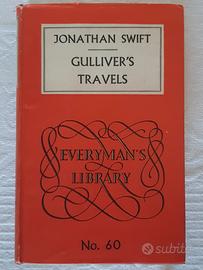 JONATHAN SWIFT
GULLIVER'S
TRAVELS
EVERYMAN'S
LIBRARY
No. 60
subito